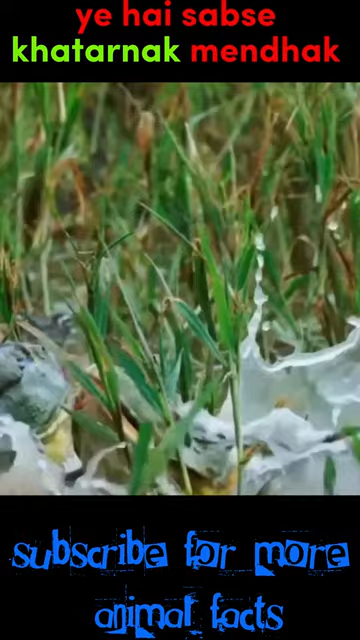 ye hai sabse
khatarnak mendhak
subscribe for more
animal facts